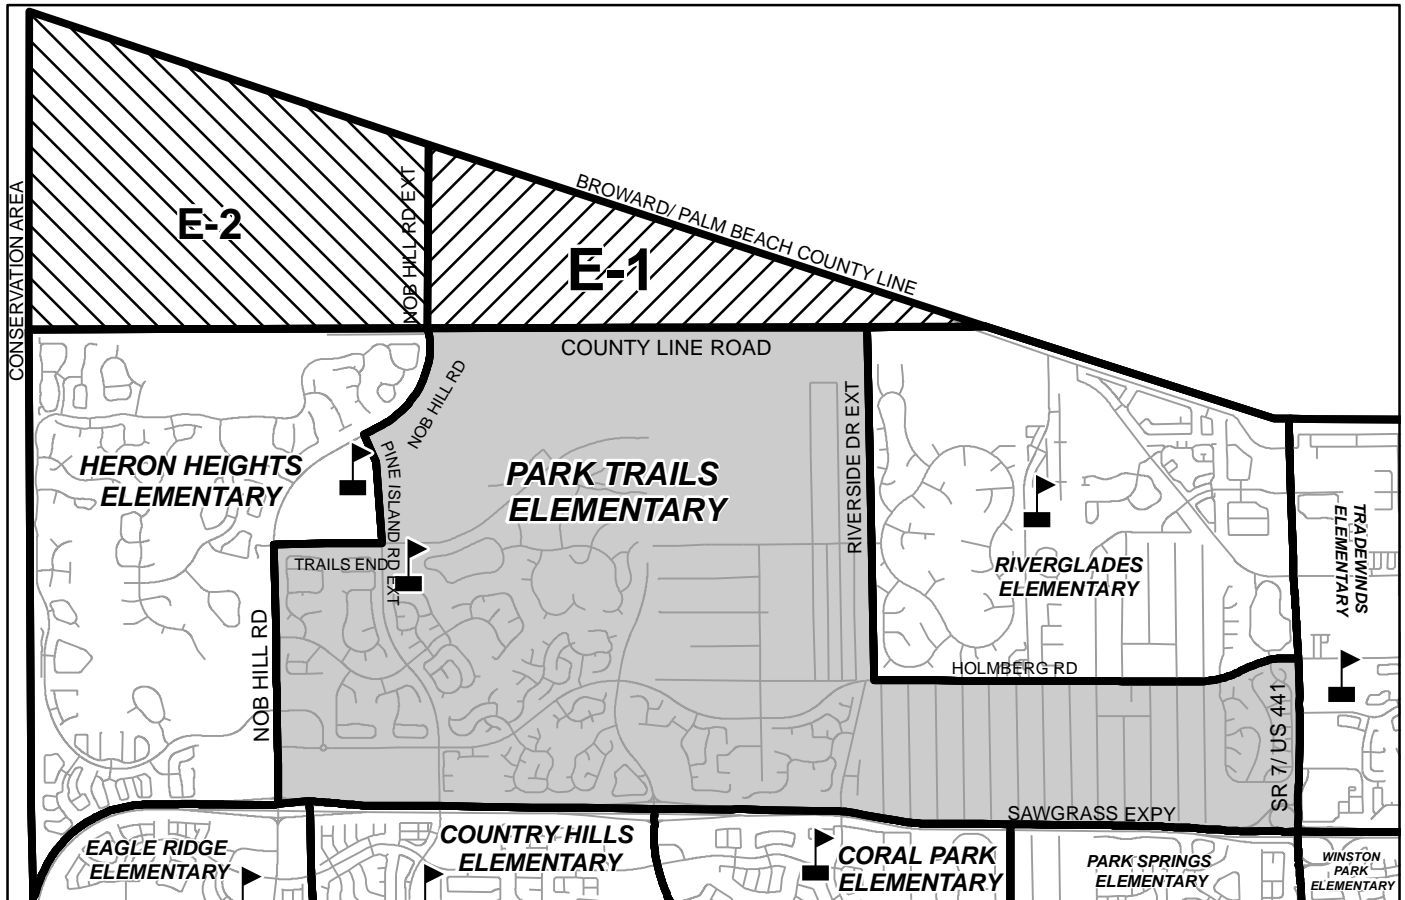 CONSERVATION AREA
E-2
NOB HILL RD EXT
E-1
BROWARD/ PALM BEACH COUNTY LINE
COUNTY LINE ROAD
NOB HILL RD
RIVERSIDE DR EXT
HERON HEIGHTS
ELEMENTARY
PINE ISLAND RD EXT
PARK TRAILS
ELEMENTARY
TRAILS END
RIVERGLADES
ELEMENTARY
TRADEWINDS
ELEMENTARY
NOB HILL RD
HOLMBERG RD
SR 7/ US 441
SAWGRASS EXPY
EAGLE RIDGE
ELEMENTARY
COUNTRY HILLS
ELEMENTARY
CORAL PARK
ELEMENTARY
PARK SPRINGS
ELEMENTARY
WINSTON
PARK
ELEMENTARY